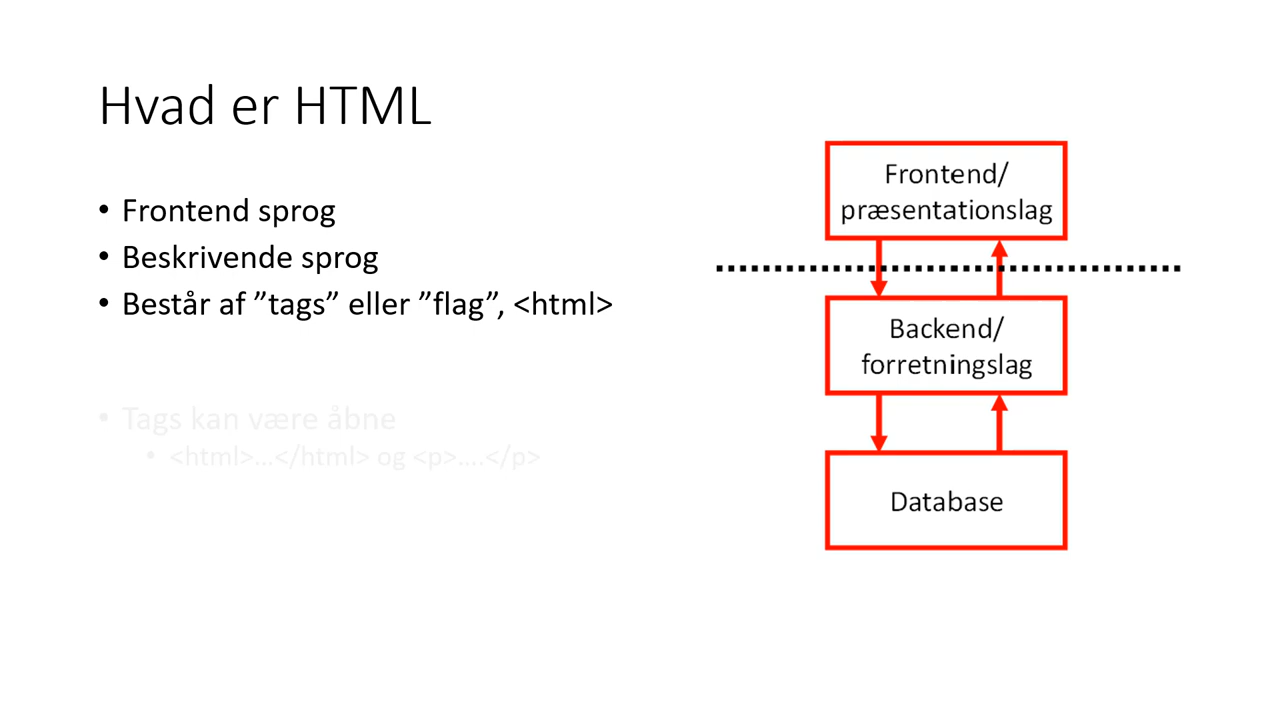 Hvad er HTML
• Frontend sprog
• Beskrivende sprog
• Består af ”tags” eller ”flag”, <html>
• Tags kan være åbne
• <html>...</html> og <p>....</p>
Frontend/
præsentationslag
Backend/
forretningslag
Database